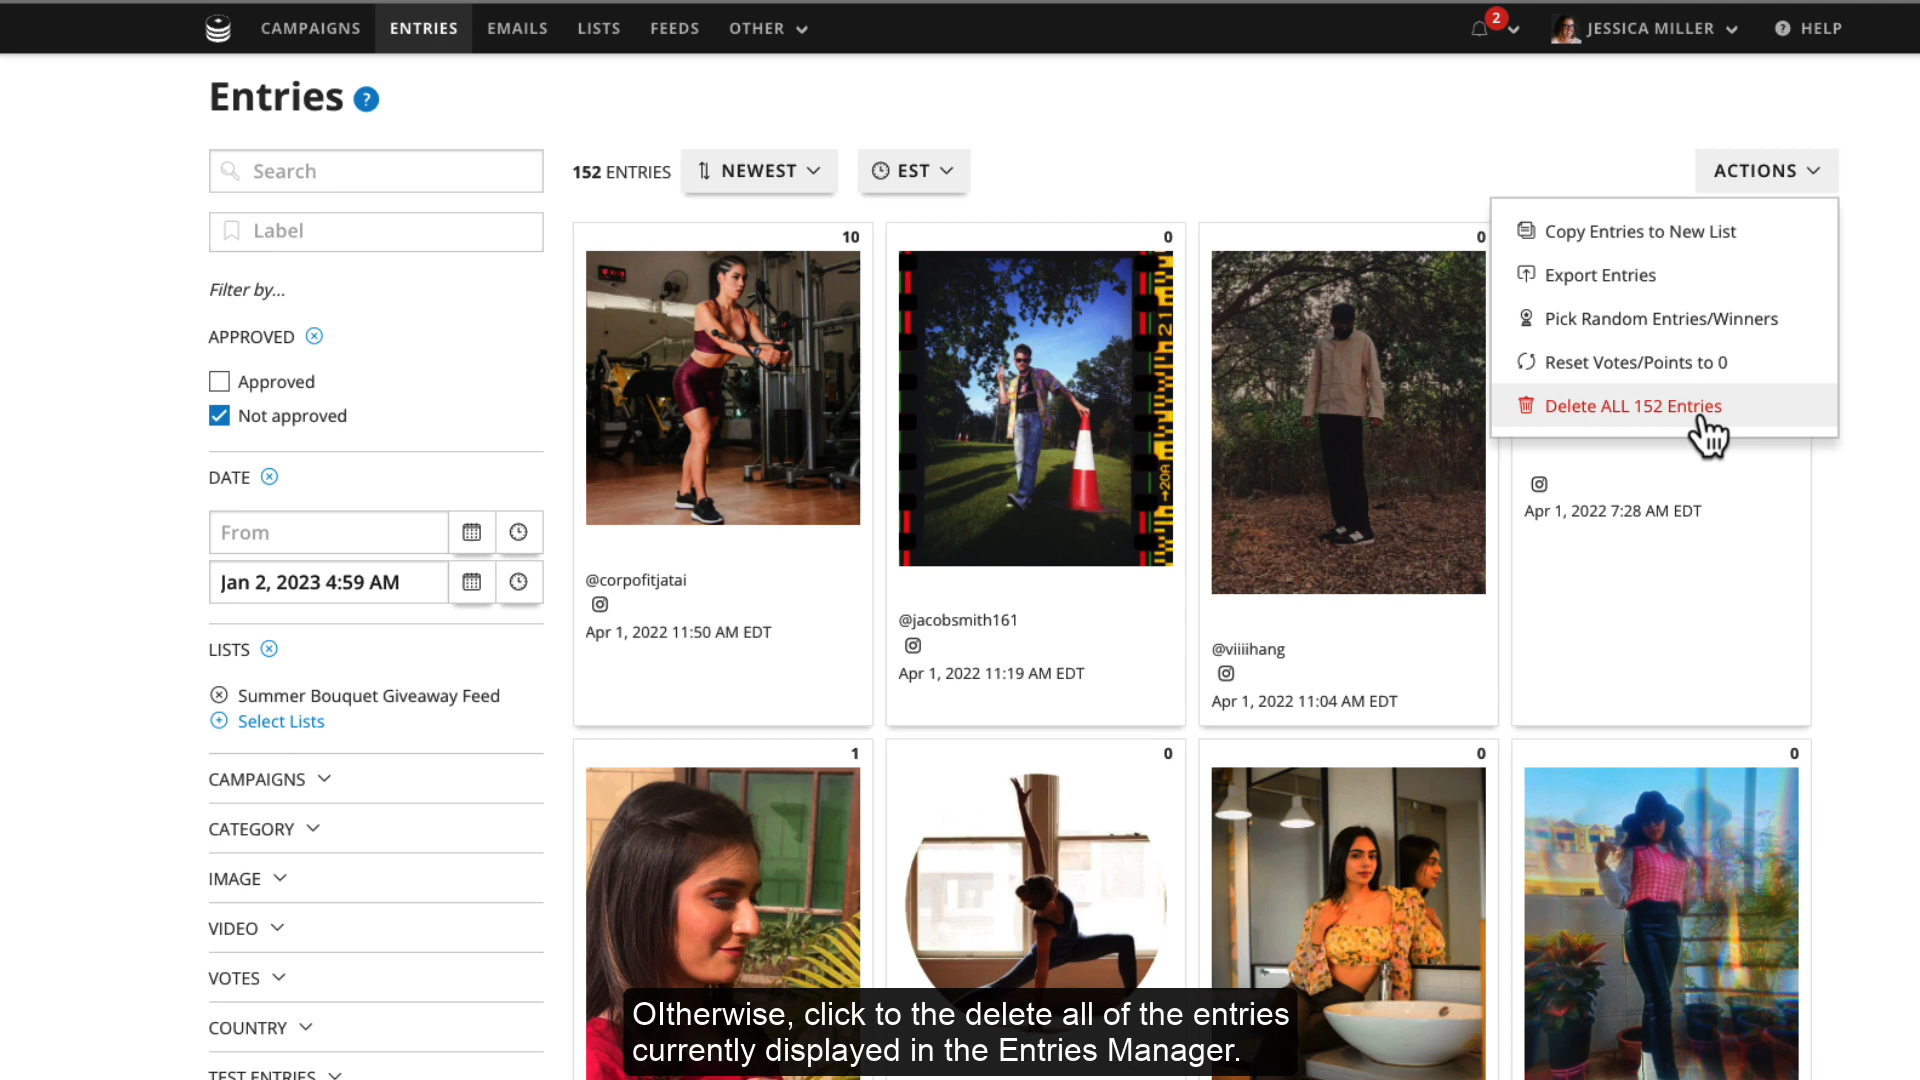 CAMPAIGNS ENTRIES EMAILS LISTS FEEDS OTHER 2 JESSICA MILLER ? HELP
Entries ?
Search
152 ENTRIES NEWEST EST ACTIONS
Label
Copy Entries to New List
Export Entries
Pick Random Entries/Winners
Reset Votes/Points to 0
Delete ALL 152 Entries
Filter by...
APPROVED
Approved
Not approved
DATE
From
Jan 2, 2023 4:59 AM
LISTS
Summer Bouquet Giveaway Feed
Select Lists
CAMPAIGNS
CATEGORY
IMAGE
VIDEO
VOTES
COUNTRY
TEST ENTRIES
10
@corpofitjatai
Apr 1, 2022 11:50 AM EDT
0
21
20A
@jacobsmith161
Apr 1, 2022 11:19 AM EDT
0
@viiiihang
Apr 1, 2022 11:04 AM EDT
Apr 1, 2022 7:28 AM EDT
1
0
0
0
OItherwise, click to the delete all of the entries
currently displayed in the Entries Manager.